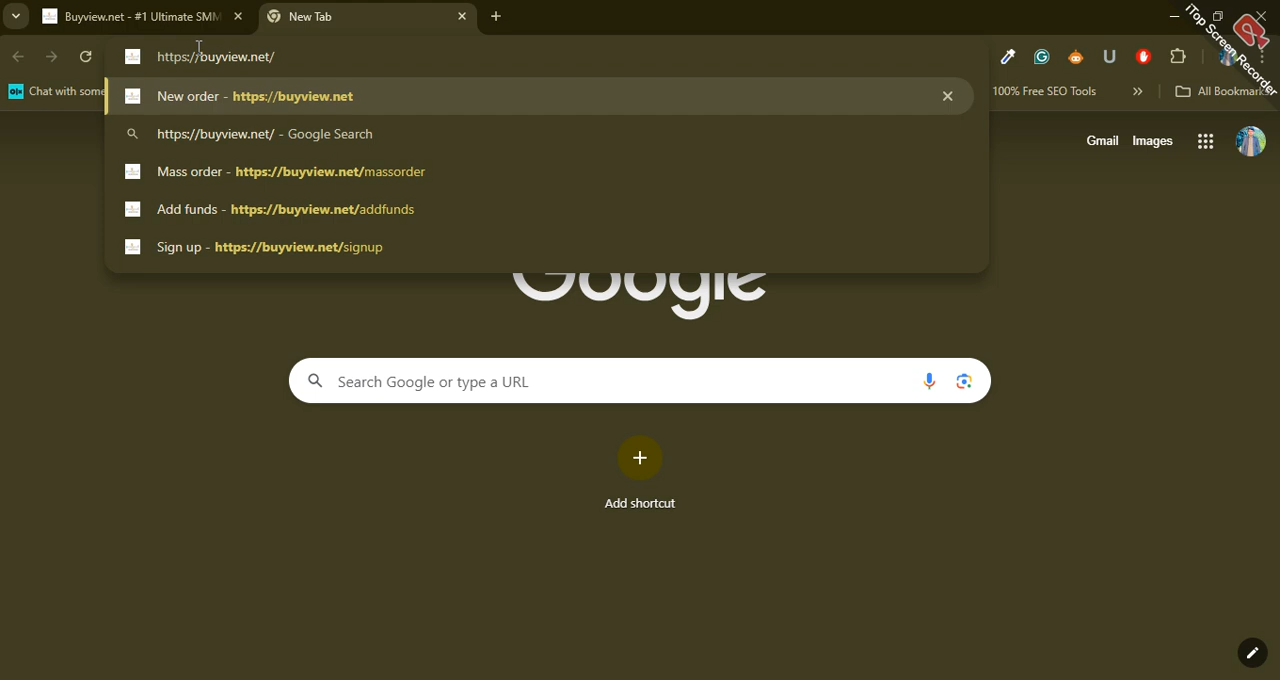 Buyview.net - #1 Ultimate SMM
New Tab
iTop Screen Recorder
https://buyview.net/
Chat with some
New order - https://buyview.net
100% Free SEO Tools
All Bookmarks
https://buyview.net/ - Google Search
Gmail Images
Mass order - https://buyview.net/massorder
Add funds - https://buyview.net/addfunds
Sign up - https://buyview.net/signup
Google
Search Google or type a URL
Add shortcut